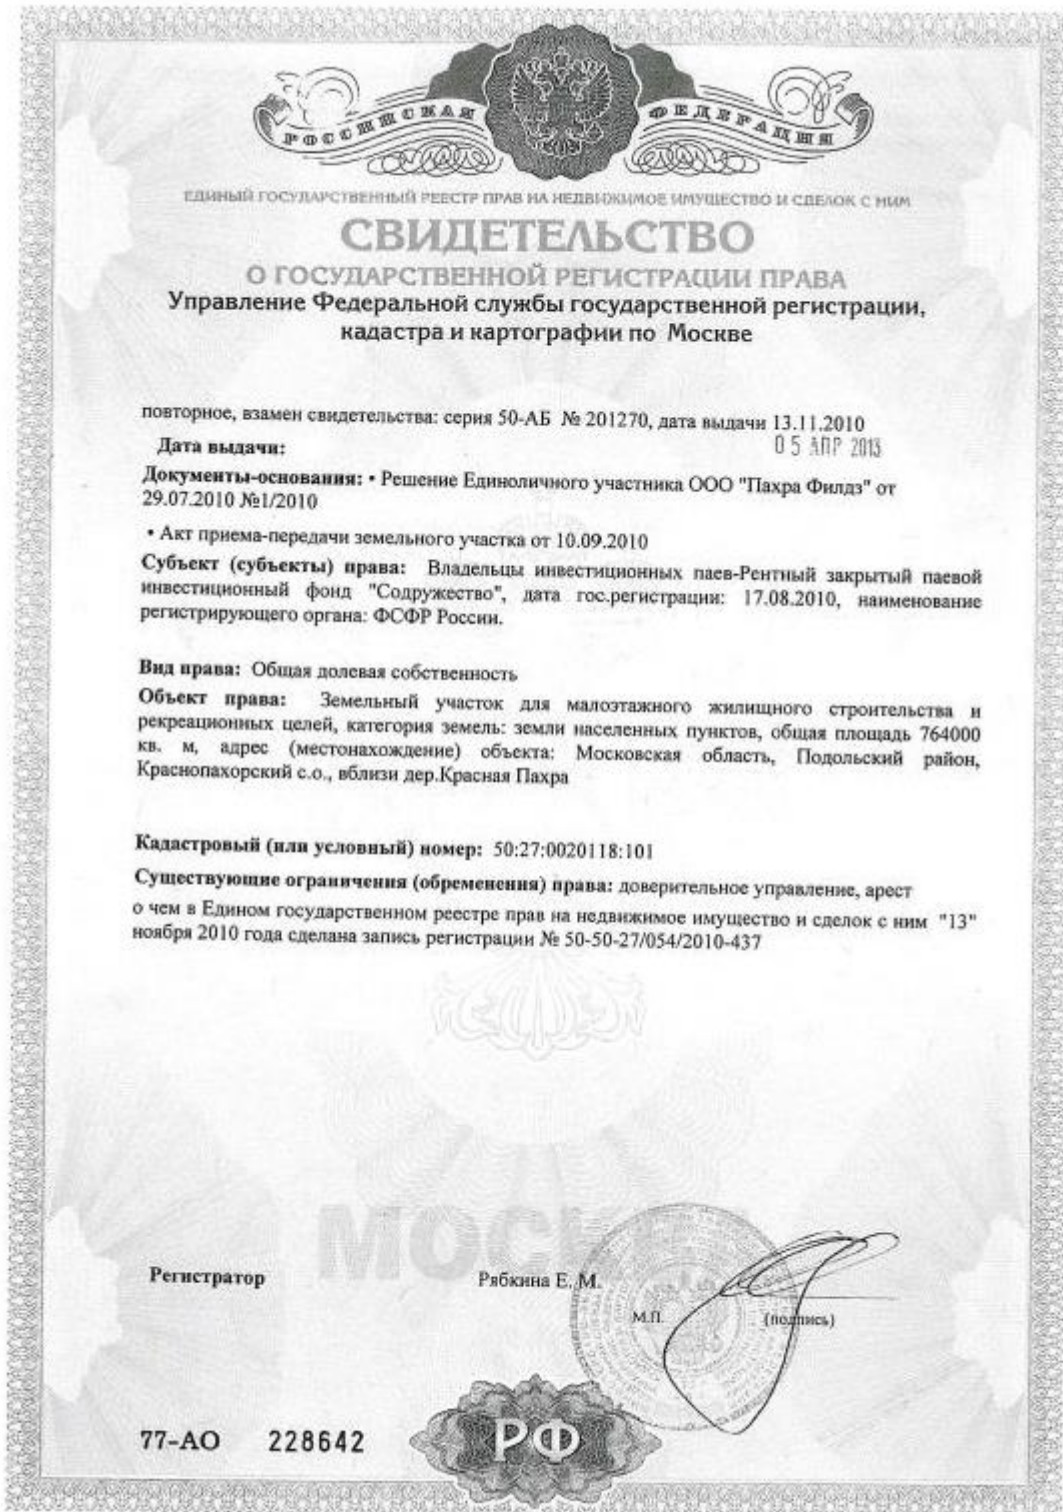 РОССИЙСКАЯ ФЕДЕРАЦИЯ
ЕДИНЫЙ ГОСУДАРСТВЕННЫЙ РЕЕСТР ПРАВ НА НЕДВИЖИМОЕ ИМУЩЕСТВО И СДЕЛОК С НИМ
СВИДЕТЕЛЬСТВО
О ГОСУДАРСТВЕННОЙ РЕГИСТРАЦИИ ПРАВА
Управление Федеральной службы государственной регистрации,
кадастра и картографии по Москве
повторное, взамен свидетельства: серия 50-АБ № 201270, дата выдачи 13.11.2010
Дата выдачи: 05 АПР 2013
Документы-основания: • Решение Единоличного участника ООО "Пахра Филдз" от
29.07.2010 №1/2010
• Акт приема-передачи земельного участка от 10.09.2010
Субъект (субъекты) права: Владельцы инвестиционных паев-Рентный закрытый паевой
инвестиционный фонд "Содружество", дата гос.регистрации: 17.08.2010, наименование
регистрирующего органа: ФСФР России.
Вид права: Общая долевая собственность
Объект права: Земельный участок для малоэтажного жилищного строительства и
рекреационных целей, категория земель: земли населенных пунктов, общая площадь 764000
кв. м, адрес (местонахождение) объекта: Московская область, Подольский район,
Краснопахорский с.о., вблизи дер.Красная Пахра
Кадастровый (или условный) номер: 50:27:0020118:101
Существующие ограничения (обременения) права: доверительное управление, арест
о чем в Едином государственном реестре прав на недвижимое имущество и сделок с ним "13"
ноября 2010 года сделана запись регистрации № 50-50-27/054/2010-437
МОСКВА
Регистратор Рябкина Е. М.
М.П. (подпись)
77-АО 228642
РФ